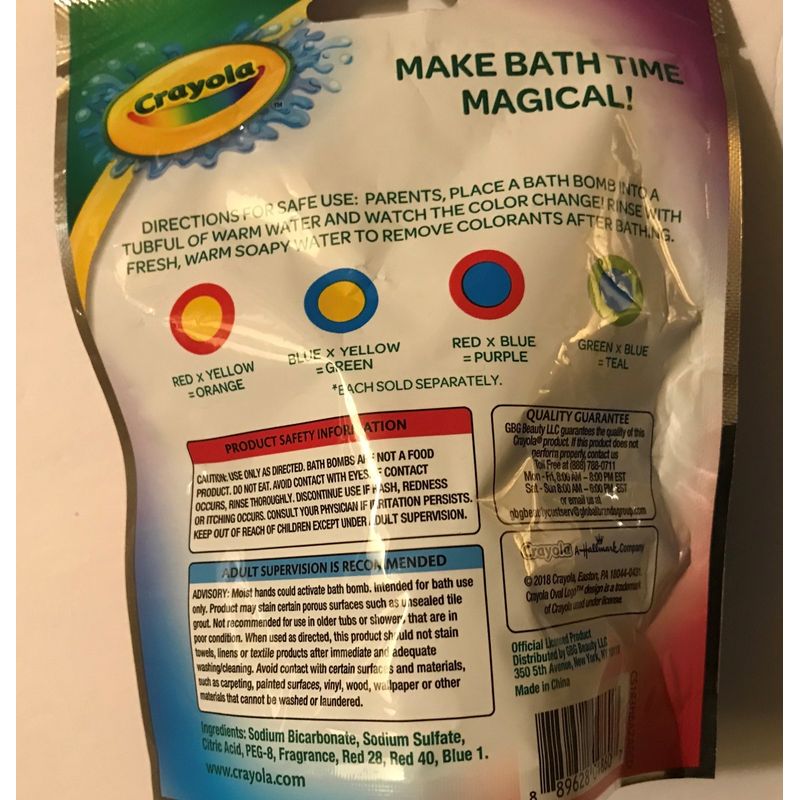 Crayola
™
MAKE BATH TIME
MAGICAL!
DIRECTIONS FOR SAFE USE: PARENTS, PLACE A BATH BOMB INTO A
TUBFUL OF WARM WATER AND WATCH THE COLOR CHANGE! RINSE WITH
FRESH, WARM SOAPY WATER TO REMOVE COLORANTS AFTER BATHING.
RED X YELLOW
= ORANGE
BLUE X YELLOW
= GREEN
RED X BLUE
= PURPLE
GREEN X BLUE
= TEAL
*EACH SOLD SEPARATELY.
PRODUCT SAFETY INFORMATION
CAUTION: USE ONLY AS DIRECTED. BATH BOMBS ARE NOT A FOOD
PRODUCT. DO NOT EAT. AVOID CONTACT WITH EYES. IF CONTACT
OCCURS, RINSE THOROUGHLY. DISCONTINUE USE IF RASH, REDNESS
OR ITCHING OCCURS. CONSULT YOUR PHYSICIAN IF IRRITATION PERSISTS.
KEEP OUT OF REACH OF CHILDREN EXCEPT UNDER ADULT SUPERVISION.
ADULT SUPERVISION IS RECOMMENDED
ADVISORY: Moist hands could activate bath bomb. Intended for bath use
only. Product may stain certain porous surfaces such as unsealed tile
grout. Not recommended for use in older tubs or showers that are in
poor condition. When used as directed, this product should not stain
towels, linens or textile products after immediate and adequate
washing/cleaning. Avoid contact with certain surfaces and materials,
such as carpeting, painted surfaces, vinyl, wood, wallpaper or other
materials that cannot be washed or laundered.
Ingredients: Sodium Bicarbonate, Sodium Sulfate,
Citric Acid, PEG-8, Fragrance, Red 28, Red 40, Blue 1.
www.crayola.com
QUALITY GUARANTEE
GBG Beauty LLC guarantees the quality of this
Crayola® product. If this product does not
perform properly, contact us
Toll Free at (888) 788-0711
Mon - Fri, 8:00 AM - 8:00 PM EST
Sat - Sun 8:00 AM - 6:00 PM EST
or email us at
gbgbeautycustserv@globalbrandsgroup.com
Crayola A Hallmark Company
© 2018 Crayola, Easton, PA 18044-0431.
Crayola Oval Logo™ design is a trademark
of Crayola used under license.
Official Licensed Product
Distributed by GBG Beauty LLC
350 5th Avenue, New York, NY
Made in China
8 89628